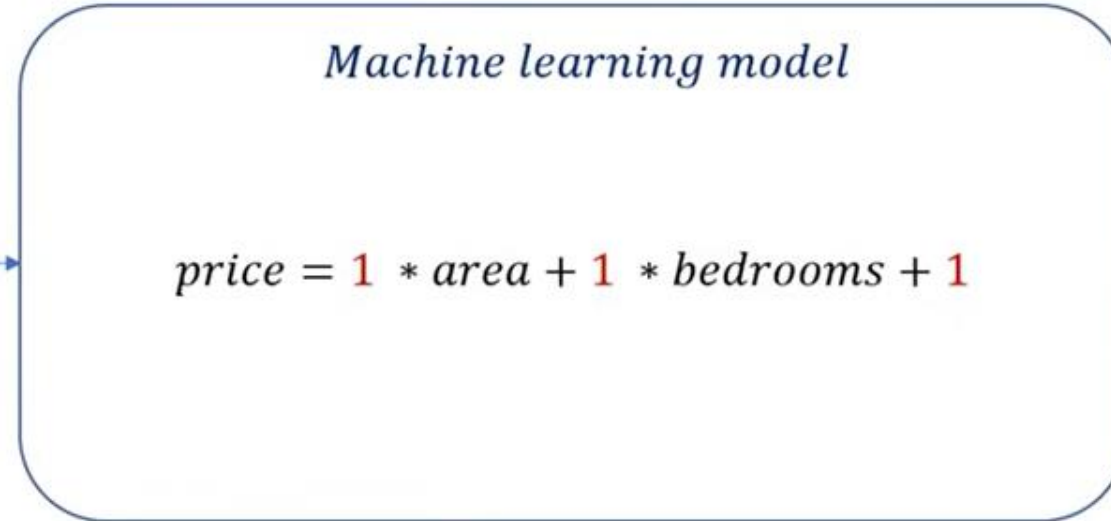 Machine learning model
price = 1 * area + 1 * bedrooms + 1